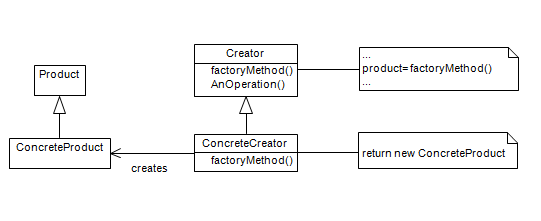 Creator
factoryMethod()
AnOperation()
...
product=factoryMethod()
...
Product
ConcreteProduct
ConcreteCreator
factoryMethod()
return new ConcreteProduct
creates